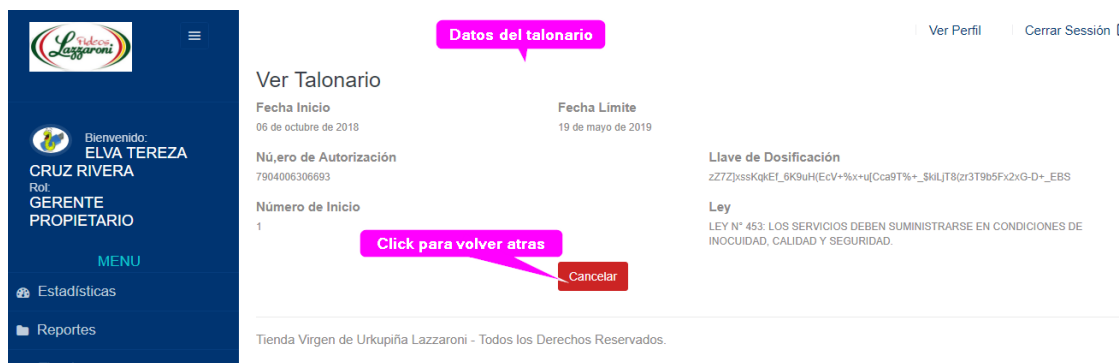 Fideos
Lazzaroni
Datos del talonario
Ver Perfil
Cerrar Sessión
Ver Talonario
Fecha Inicio
Fecha Limite
06 de octubre de 2018
19 de mayo de 2019
Bienvenido:
ELVA TEREZA
CRUZ RIVERA
Rol:
GERENTE
PROPIETARIO
Nú,ero de Autorización
Llave de Dosificación
7904006306693
zZ7Z]xssKqkEf_6K9uH(EcV+%x+u[Cca9T%+_$kiLjT8(zr3T9b5Fx2xG-D+_EBS
Número de Inicio
Ley
1
LEY N° 453: LOS SERVICIOS DEBEN SUMINISTRARSE EN CONDICIONES DE
INOCUIDAD, CALIDAD Y SEGURIDAD.
Click para volver atras
Cancelar
MENU
Estadísticas
Reportes
Tienda Virgen de Urkupiña Lazzaroni - Todos los Derechos Reservados.